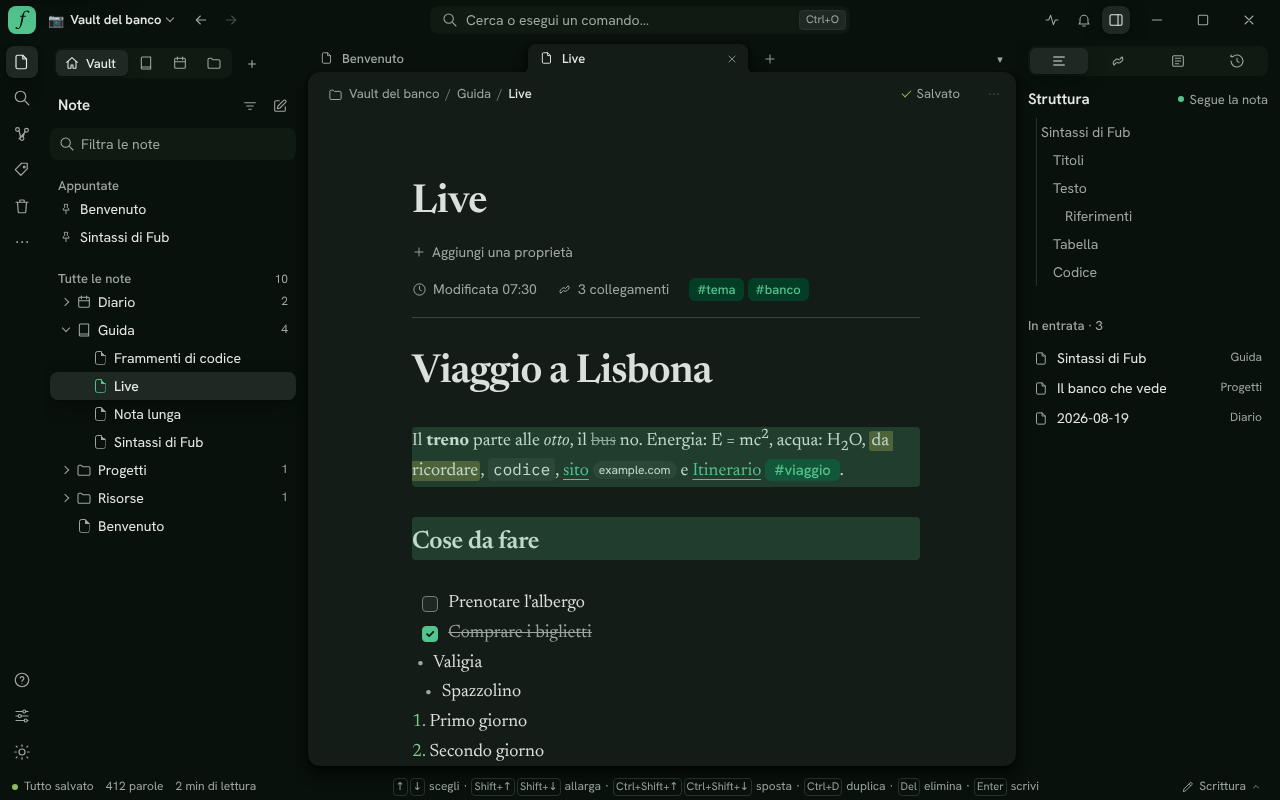 f Vault del banco
Cerca o esegui un comando... Ctrl+O
Vault
Benvenuto
Live
Note
Filtra le note
Appuntate
Benvenuto
Sintassi di Fub
Tutte le note 10
Diario 2
Guida 4
Frammenti di codice
Live
Nota lunga
Sintassi di Fub
Progetti 1
Risorse 1
Benvenuto
Vault del banco / Guida / Live
Salvato
Live
Aggiungi una proprietà
Modificata 07:30 3 collegamenti #tema #banco
Viaggio a Lisbona
Il treno parte alle otto, il bus no. Energia: E = mc², acqua: H₂O, da
ricordare, codice, sito example.com e Itinerario #viaggio.
Cose da fare
Prenotare l'albergo
Comprare i biglietti
• Valigia
• Spazzolino
1. Primo giorno
2. Secondo giorno
Struttura Segue la nota
Sintassi di Fub
Titoli
Testo
Riferimenti
Tabella
Codice
In entrata · 3
Sintassi di Fub Guida
Il banco che vede Progetti
2026-08-19 Diario
Tutto salvato 412 parole 2 min di lettura
↑ ↓ scegli · Shift+↑ Shift+↓ allarga · Ctrl+Shift+↑ Ctrl+Shift+↓ sposta · Ctrl+D duplica · Del elimina · Enter scrivi
Scrittura